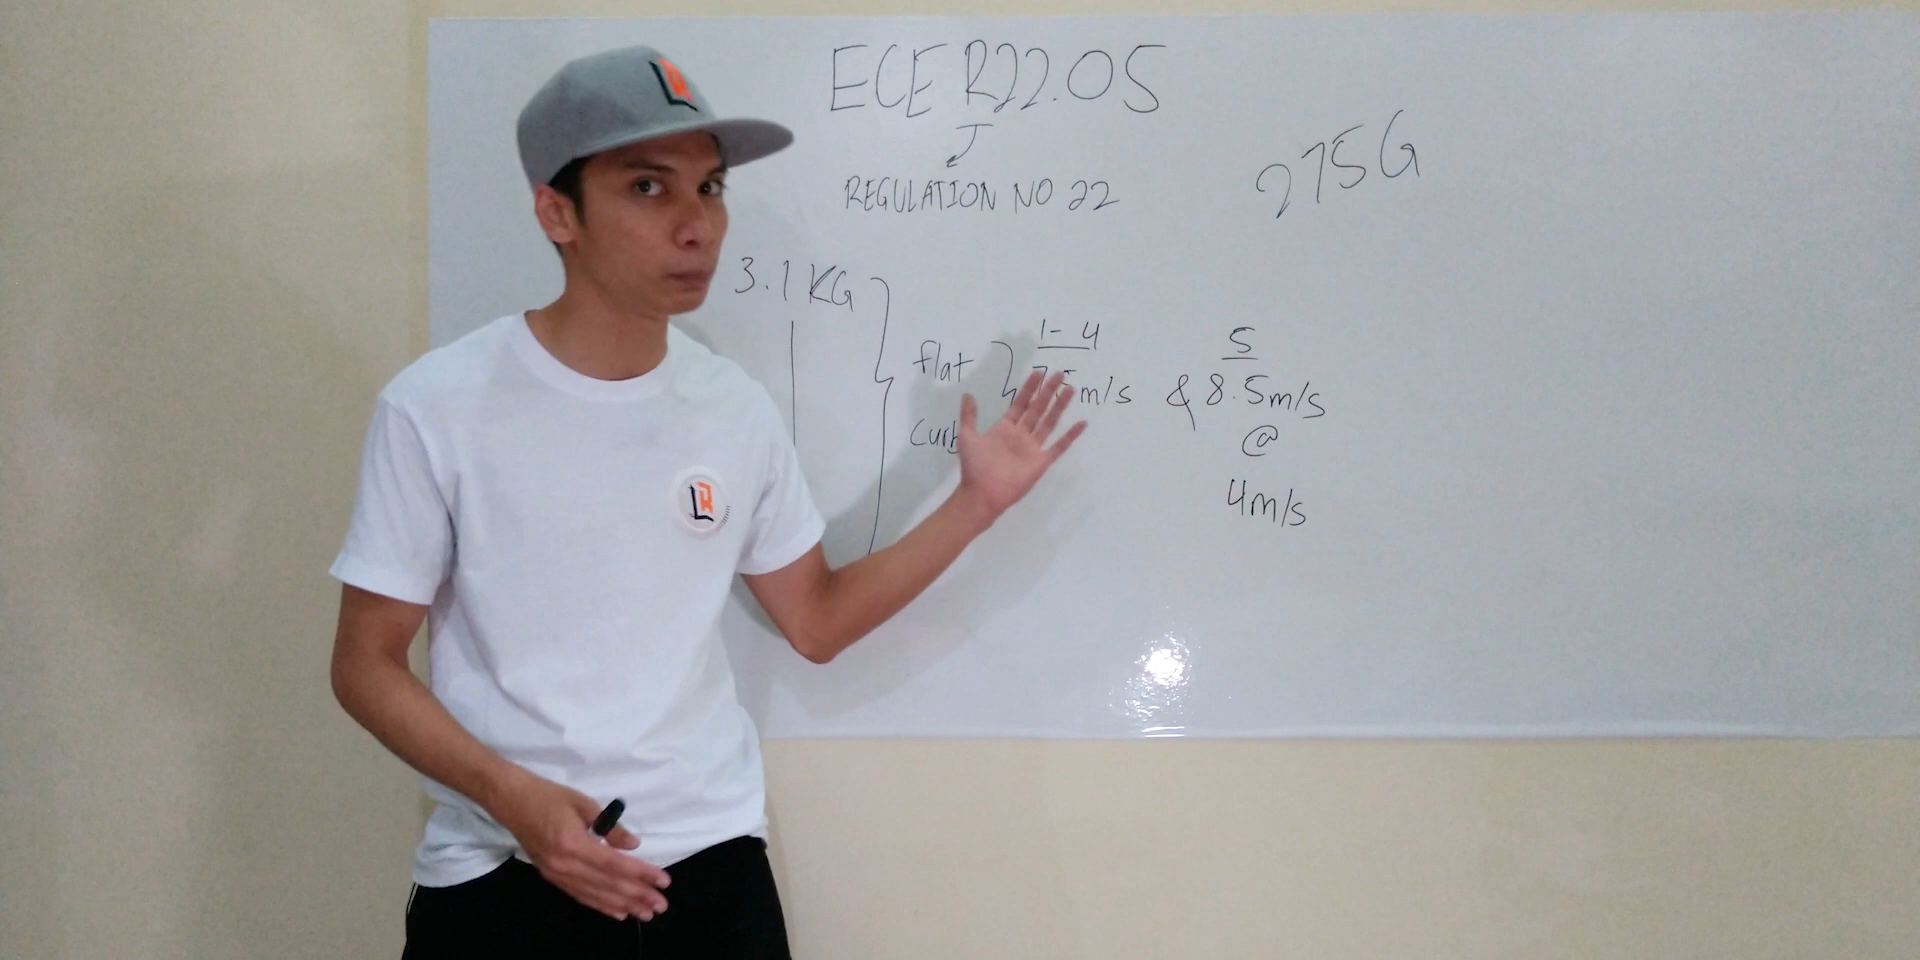 ECE R22.05
REGULATION NO 22
275G
3.1 KG
flat
1-4
m/s
&
5
8.5m/s
@
4m/s